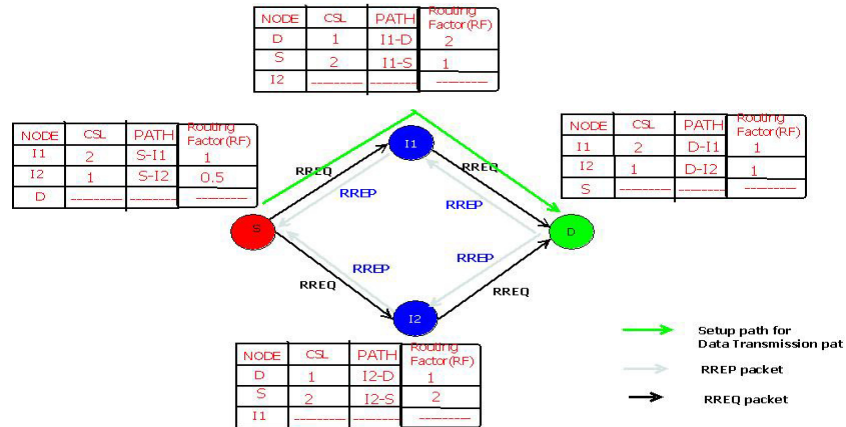 NODE CSL PATH Routing Factor(RF)
D 1 I1-D 2
S 2 I1-S 1
I2 -------- -------- --------
NODE CSL PATH Routing Factor(RF)
I1 2 S-I1 1
I2 1 S-I2 0.5
D -------- -------- --------
NODE CSL PATH Routing Factor(RF)
I1 2 D-I1 1
I2 1 D-I2 1
S -------- -------- --------
I1
RREQ
RREQ
RREP
RREP
S
D
RREP
RREP
RREQ
RREQ
I2
NODE CSL PATH Routing Factor(RF)
D 1 I2-D 1
S 2 I2-S 2
I1 -------- -------- --------
Setup path for
Data Transmission pat
RREP packet
RREQ packet